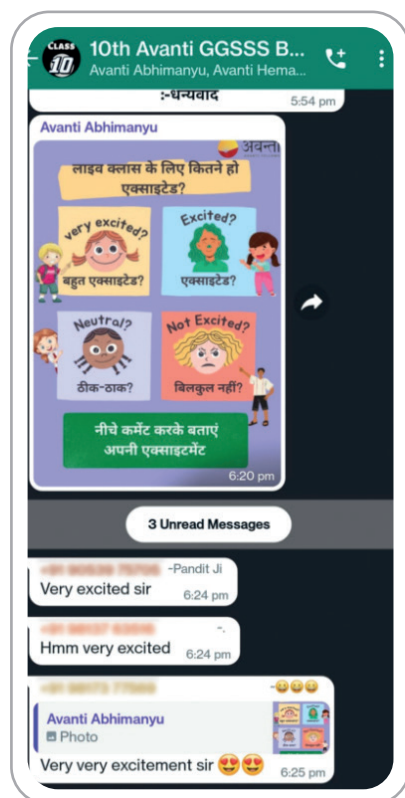 CLASS
10
10th Avanti GGSSS B...
Avanti Abhimanyu, Avanti Hema...
:-धन्यवाद
5:54 pm
Avanti Abhimanyu
अवन्ती
लाइव क्लास के लिए कितने हो
एक्साइटेड?
very excited?
बहुत एक्साइटेड?
Excited?
एक्साइटेड?
Neutral?
ठीक-ठाक?
Not Excited?
बिलकुल नहीं?
नीचे कमेंट करके बताएं
अपनी एक्साइटमेंट
6:20 pm
3 Unread Messages
~Pandit Ji
Very excited sir
6:24 pm
~.
Hmm very excited
6:24 pm
~😀😀😀
Avanti Abhimanyu
Photo
Very very excitement sir 😍😍
6:25 pm